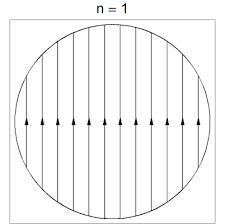 n = 1